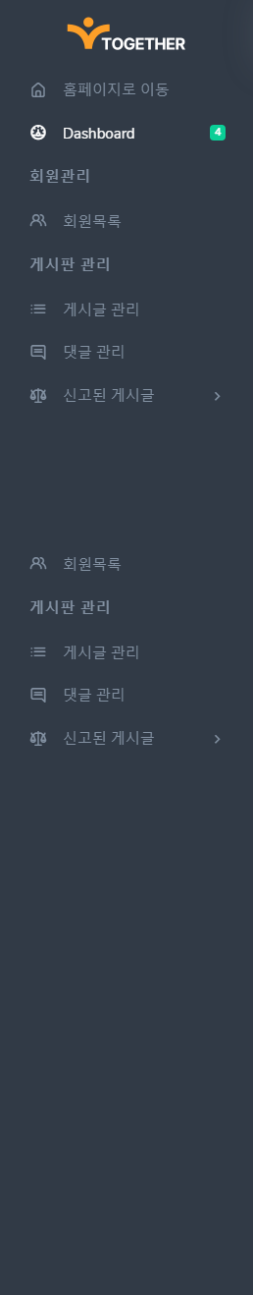 TOGETHER
홈페이지로 이동
Dashboard 4
회원관리
회원목록
게시판 관리
게시글 관리
댓글 관리
신고된 게시글
회원목록
게시판 관리
게시글 관리
댓글 관리
신고된 게시글